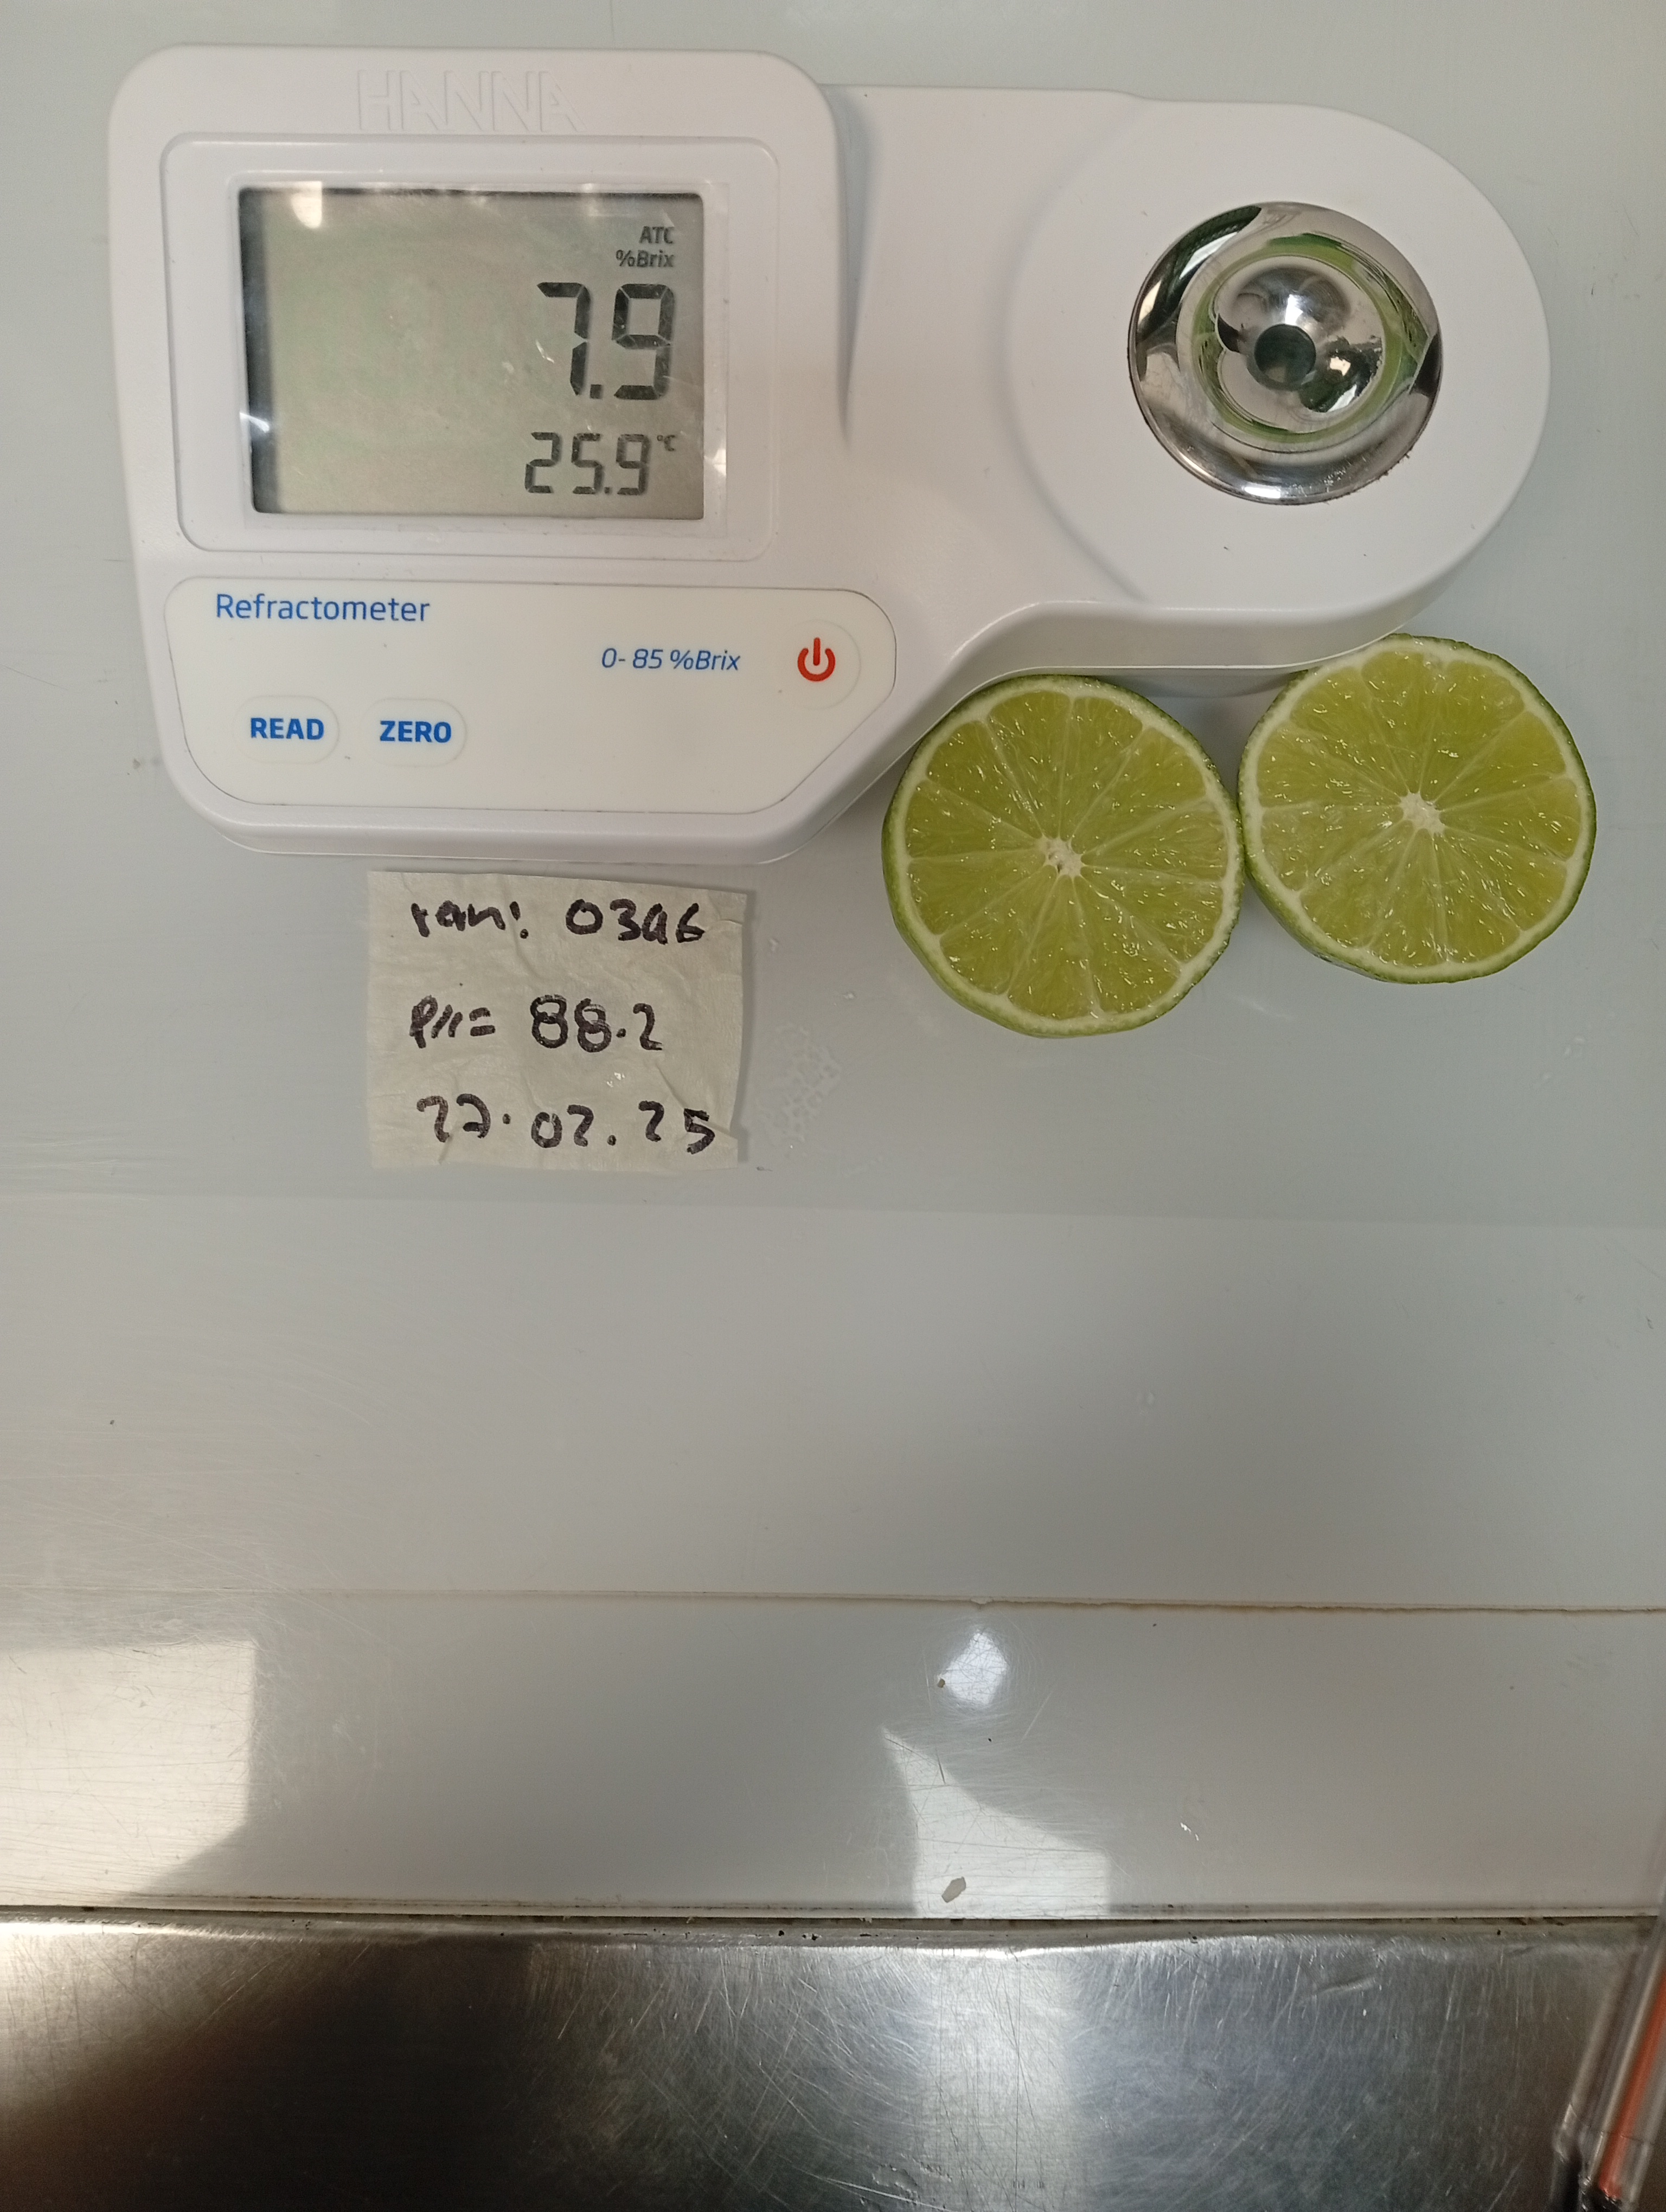 HANNA
ATC
%Brix
7.9
25.9°C
Refractometer
0-85 %Brix
READ ZERO
ran: 0346
88.2
22.02.25